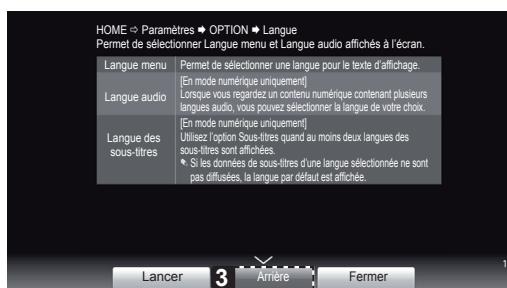 HOME ⇨ Paramètres ➡ OPTION ➡ Langue
Permet de sélectionner Langue menu et Langue audio affichés à l'écran.
Langue menu
Permet de sélectionner une langue pour le texte d'affichage.
Langue audio
[En mode numérique uniquement]
Lorsque vous regardez un contenu numérique contenant plusieurs
langues audio, vous pouvez sélectionner la langue de votre choix.
Langue des
sous-titres
[En mode numérique uniquement]
Utilisez l'option Sous-titres quand au moins deux langues des
sous-titres sont affichées.
Si les données de sous-titres d'une langue sélectionnée ne sont
pas diffusées, la langue par défaut est affichée.
Lancer
3
Arrière
Fermer
1